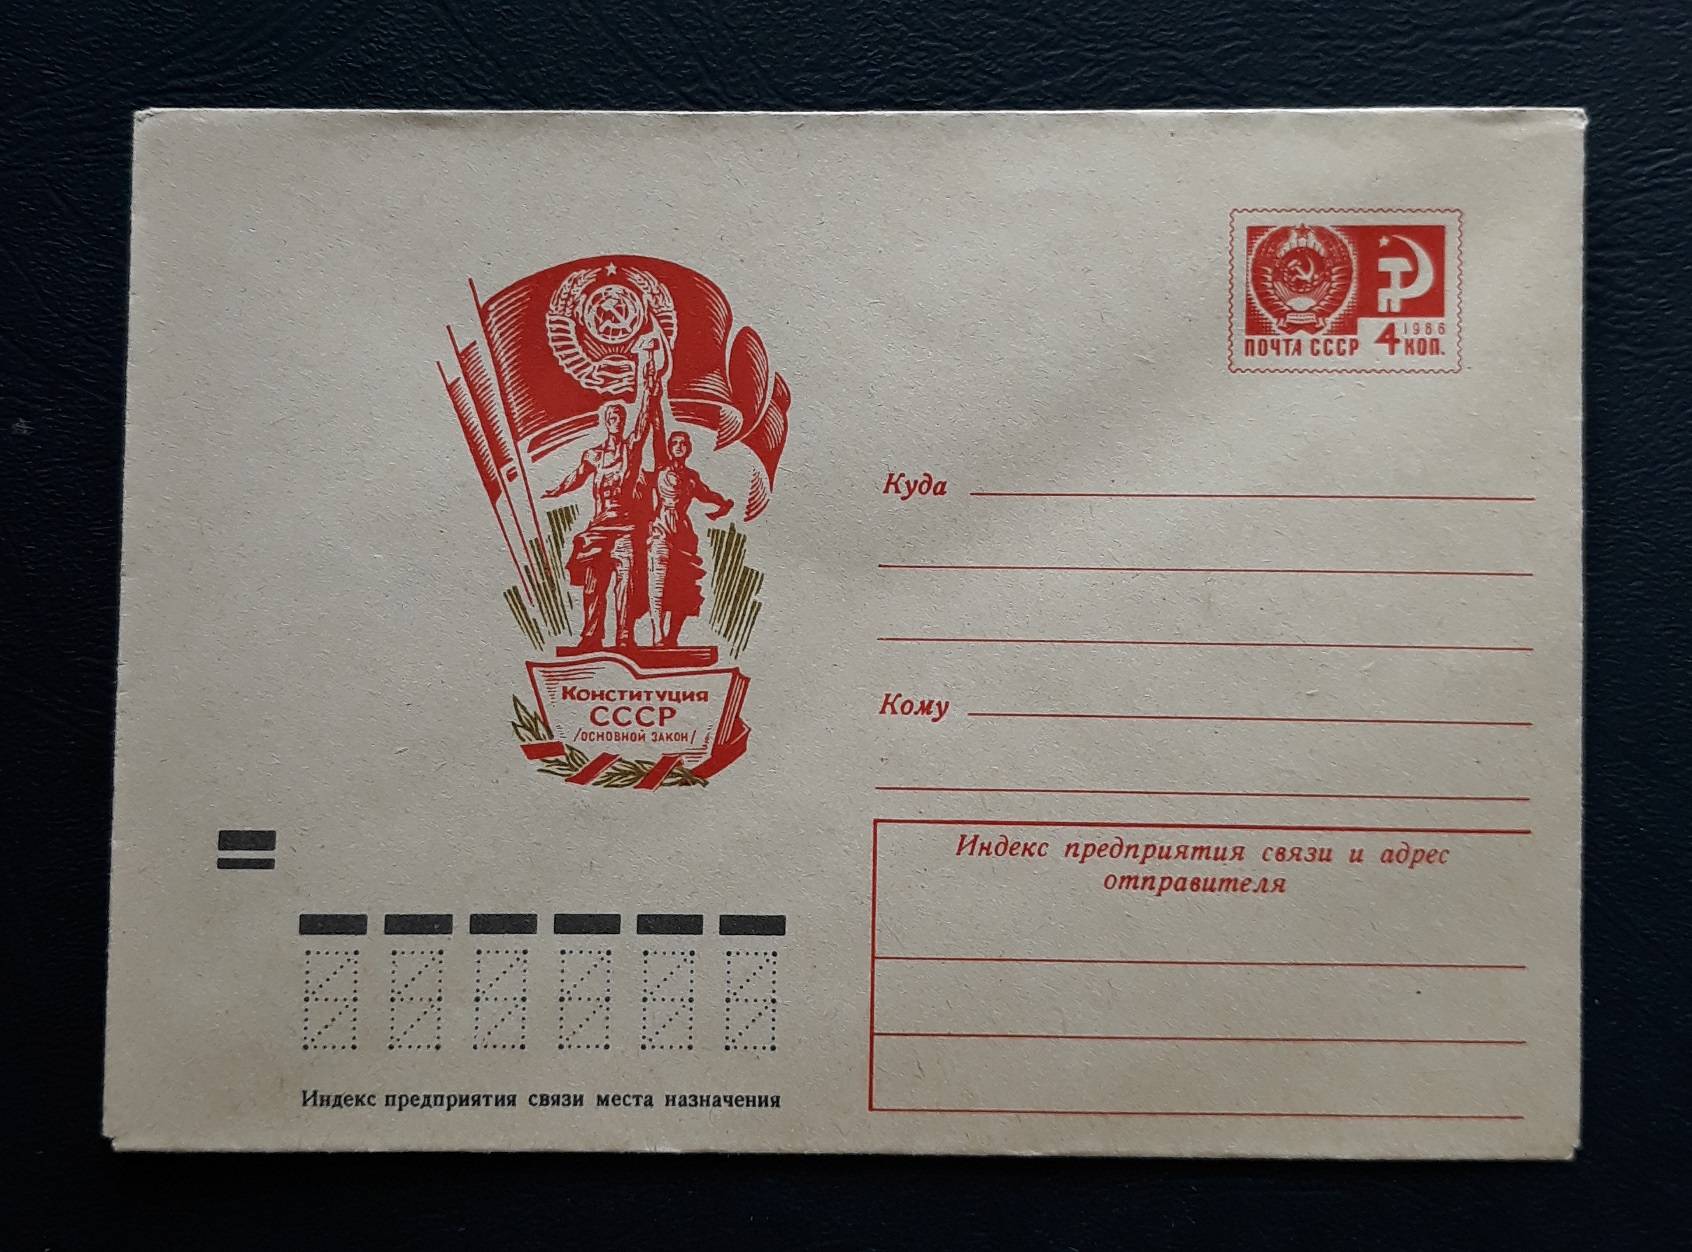 1966
ПОЧТА СССР 4 КОП.
Куда
Кому
Конституция
СССР
/ОСНОВНОЙ ЗАКОН/
Индекс предприятия связи и адрес
отправителя
Индекс предприятия связи места назначения